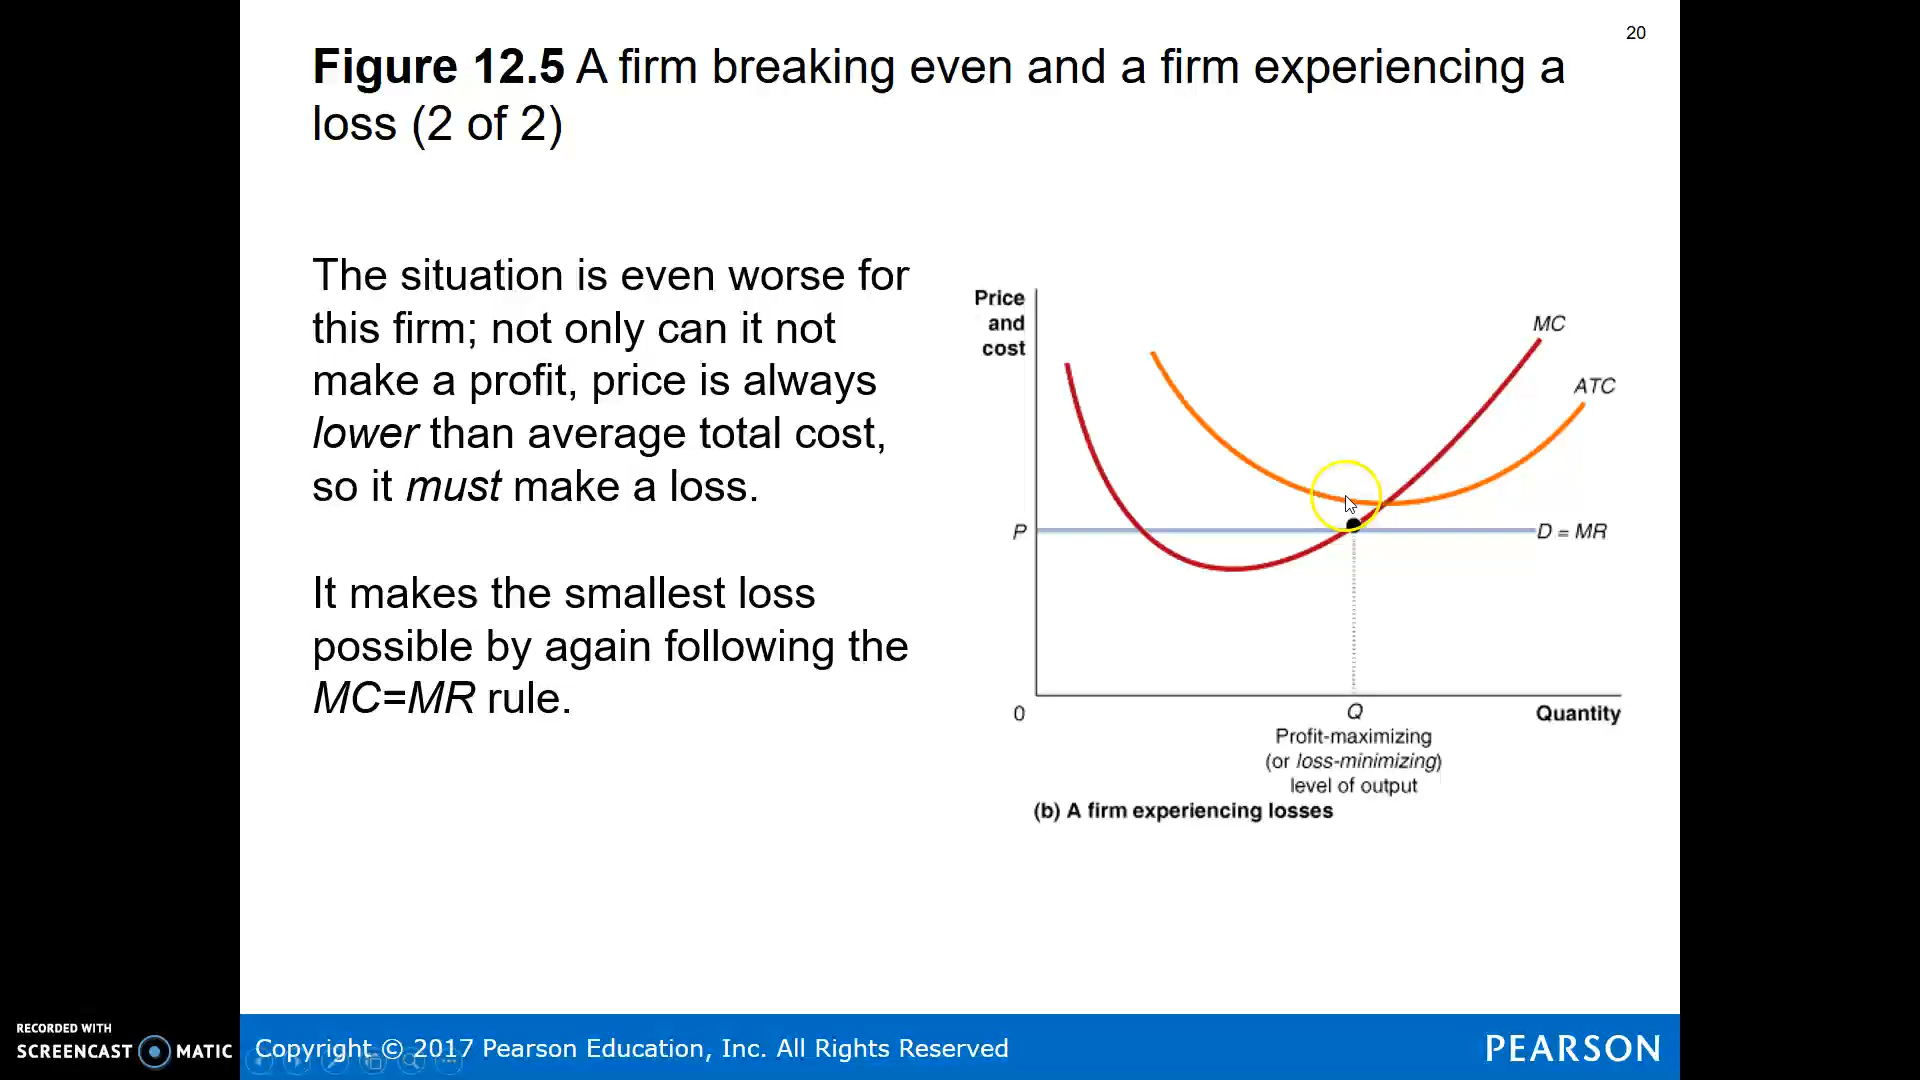 20
Figure 12.5 A firm breaking even and a firm experiencing a
loss (2 of 2)
The situation is even worse for
this firm; not only can it not
make a profit, price is always
lower than average total cost,
so it must make a loss.
It makes the smallest loss
possible by again following the
MC=MR rule.
Price
and
cost
MC
ATC
P
D = MR
0
Q
Quantity
Profit-maximizing
(or loss-minimizing)
level of output
(b) A firm experiencing losses
RECORDED WITH
SCREENCAST MATIC
Copyright © 2017 Pearson Education, Inc. All Rights Reserved
PEARSON